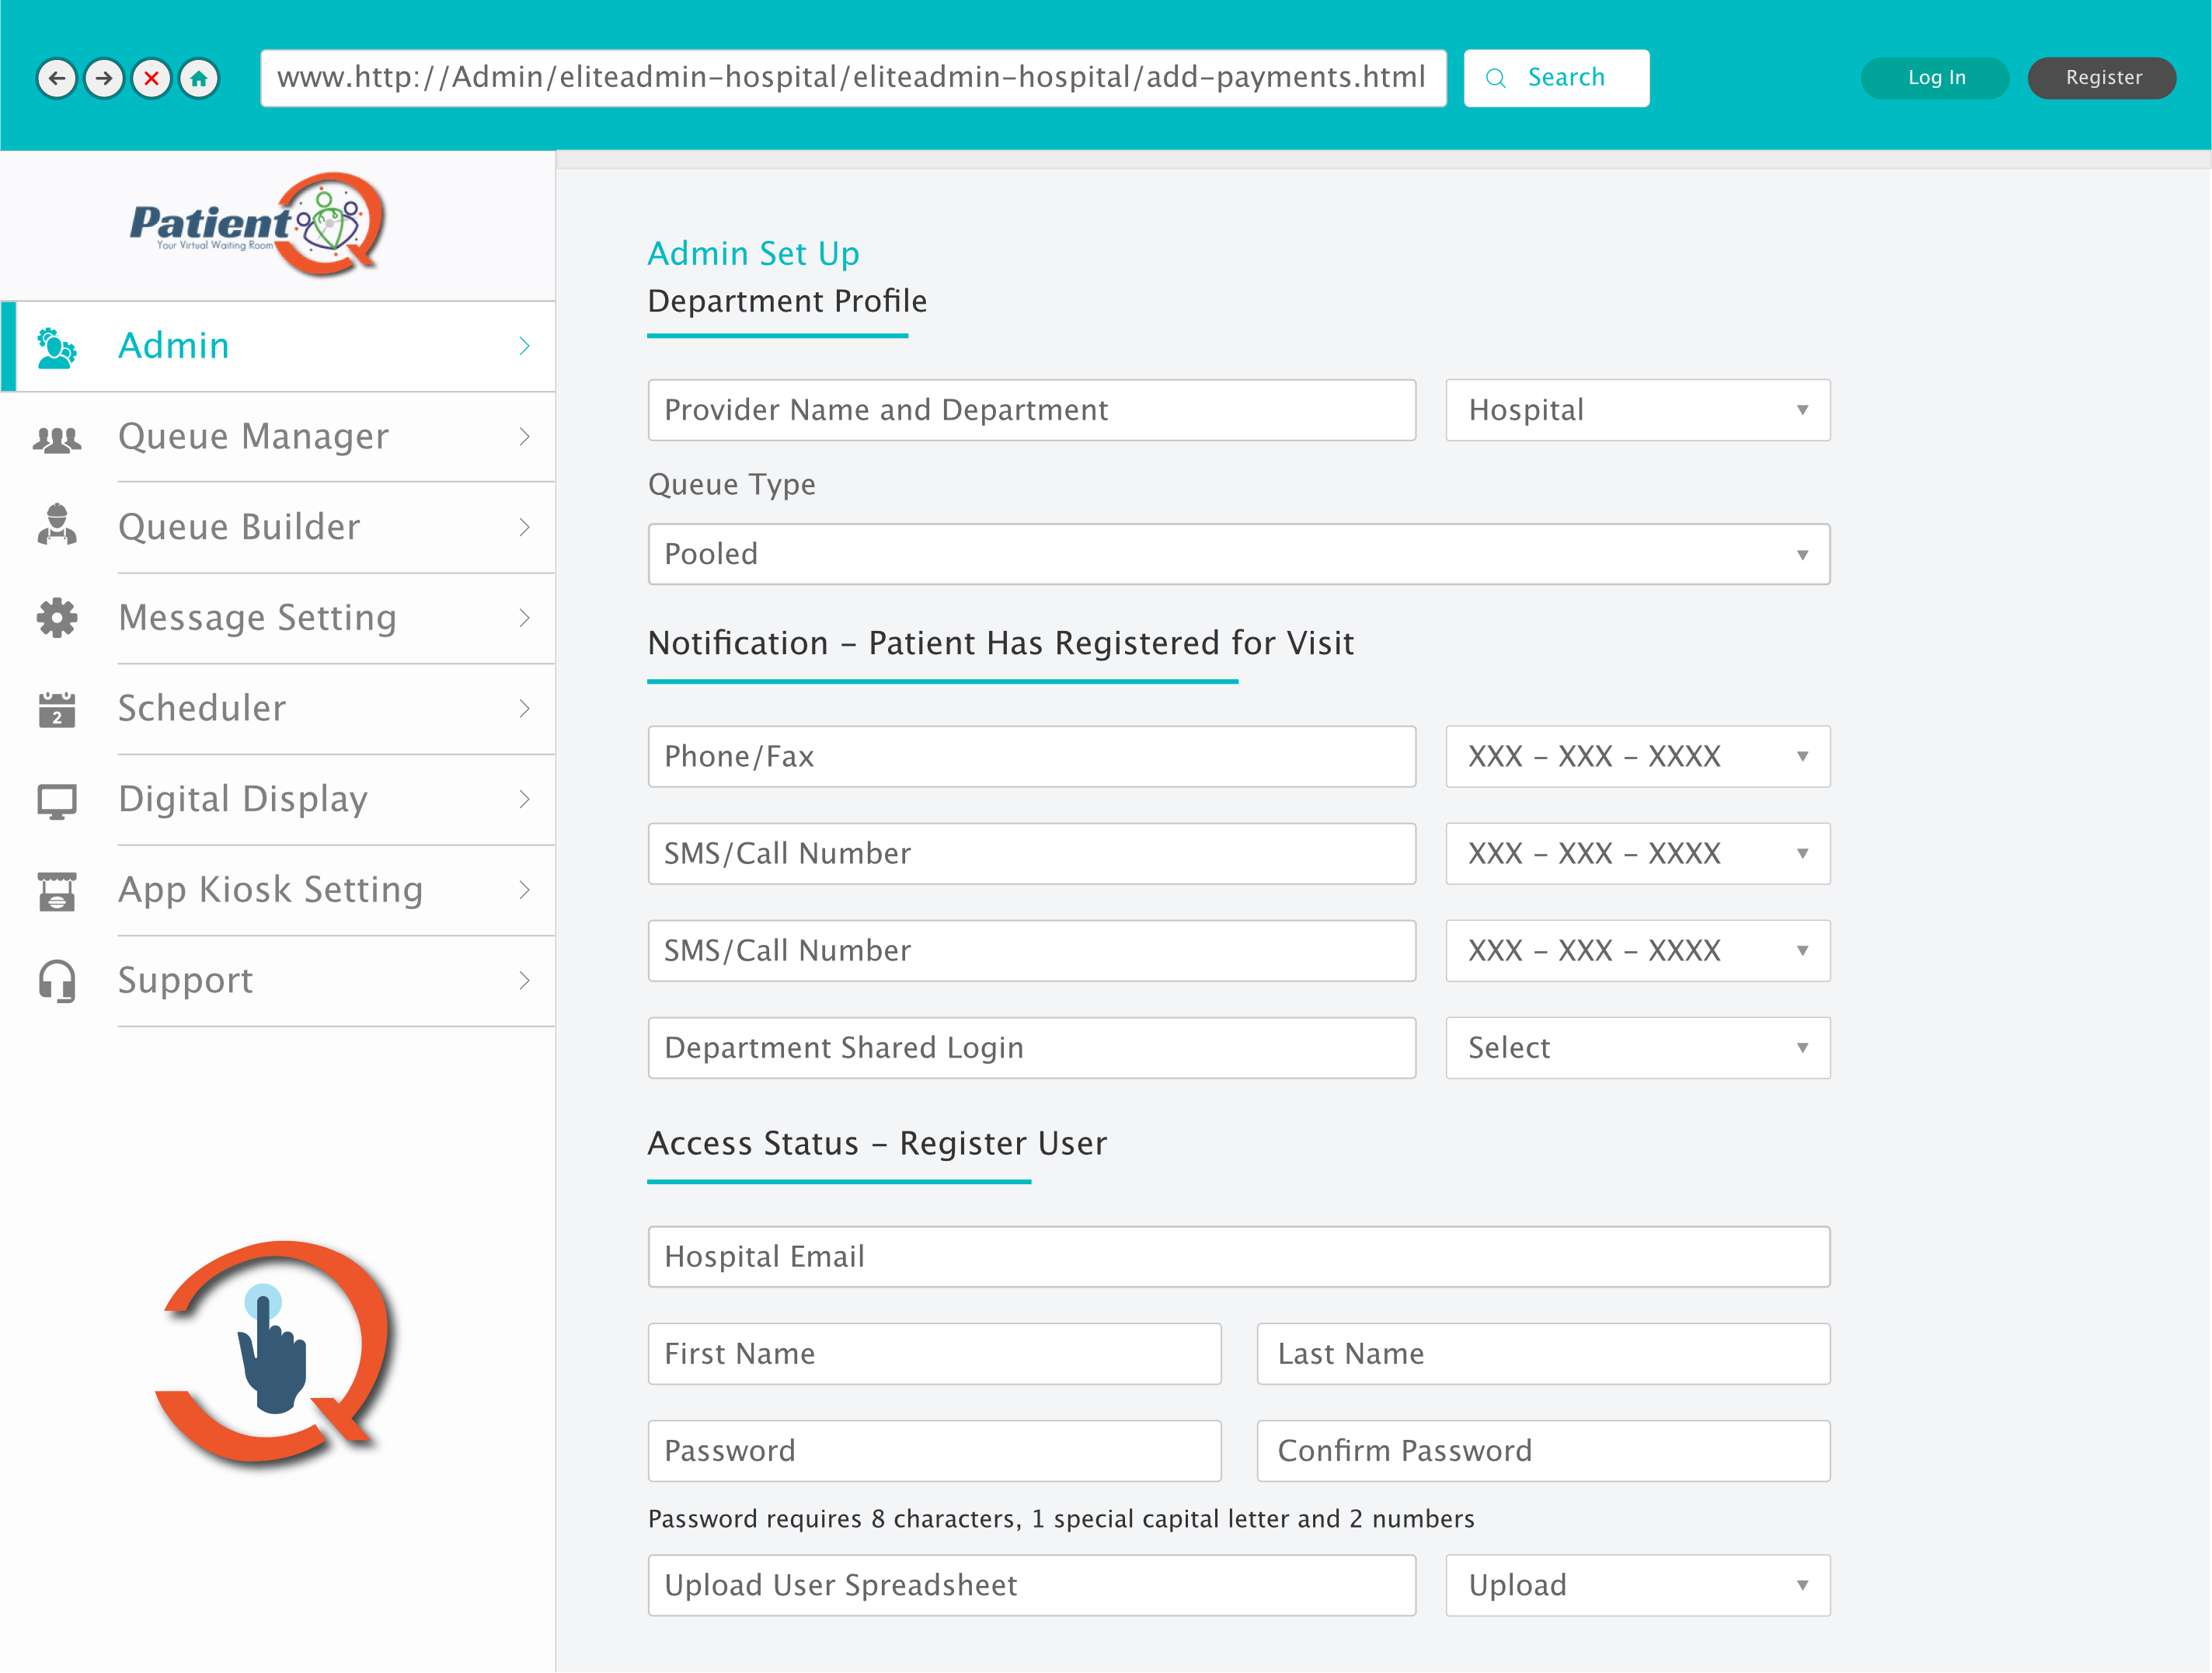 www.http://Admin/eliteadmin-hospital/eliteadmin-hospital/add-payments.html
Search
Log In
Register
Patient Q
Your Virtual Waiting Room
Admin
Queue Manager
Queue Builder
Message Setting
2
Scheduler
Digital Display
App Kiosk Setting
Support
Q
Admin Set Up
Department Profile
Provider Name and Department
Hospital
Queue Type
Pooled
Notification – Patient Has Registered for Visit
Phone/Fax
XXX – XXX – XXXX
SMS/Call Number
XXX – XXX – XXXX
SMS/Call Number
XXX – XXX – XXXX
Department Shared Login
Select
Access Status – Register User
Hospital Email
First Name
Last Name
Password
Confirm Password
Password requires 8 characters, 1 special capital letter and 2 numbers
Upload User Spreadsheet
Upload